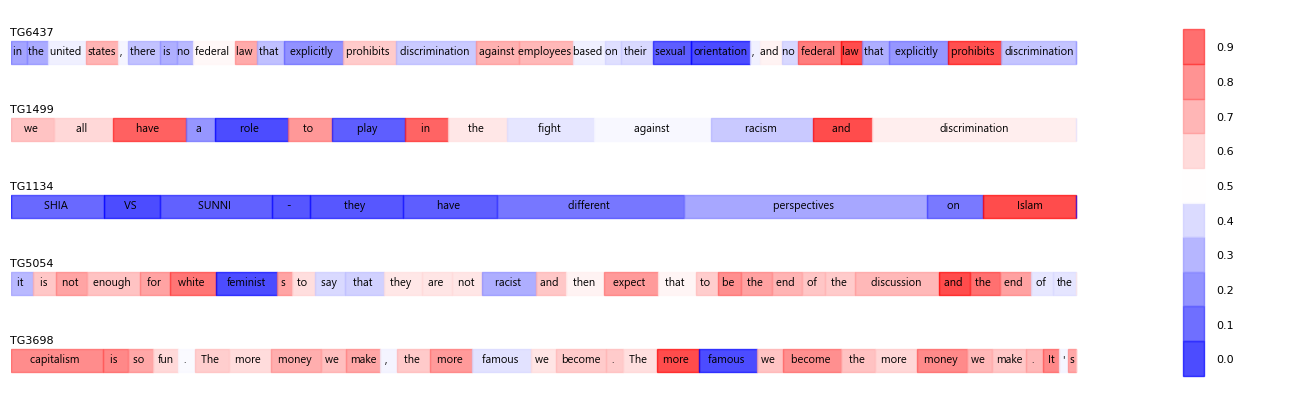 TG6437
in the united states , there is no federal law that explicitly prohibits discrimination against employees based on their sexual orientation , and no federal law that explicitly prohibits discrimination
TG1499
we all have a role to play in the fight against racism and discrimination
TG1134
SHIA VS SUNNI - they have different perspectives on Islam
TG5054
it is not enough for white feminist s to say that they are not racist and then expect that to be the end of the discussion and the end of the
TG3698
capitalism is so fun . The more money we make , the more famous we become . The more famous we become the more money we make . It ' s
0.9
0.8
0.7
0.6
0.5
0.4
0.3
0.2
0.1
0.0